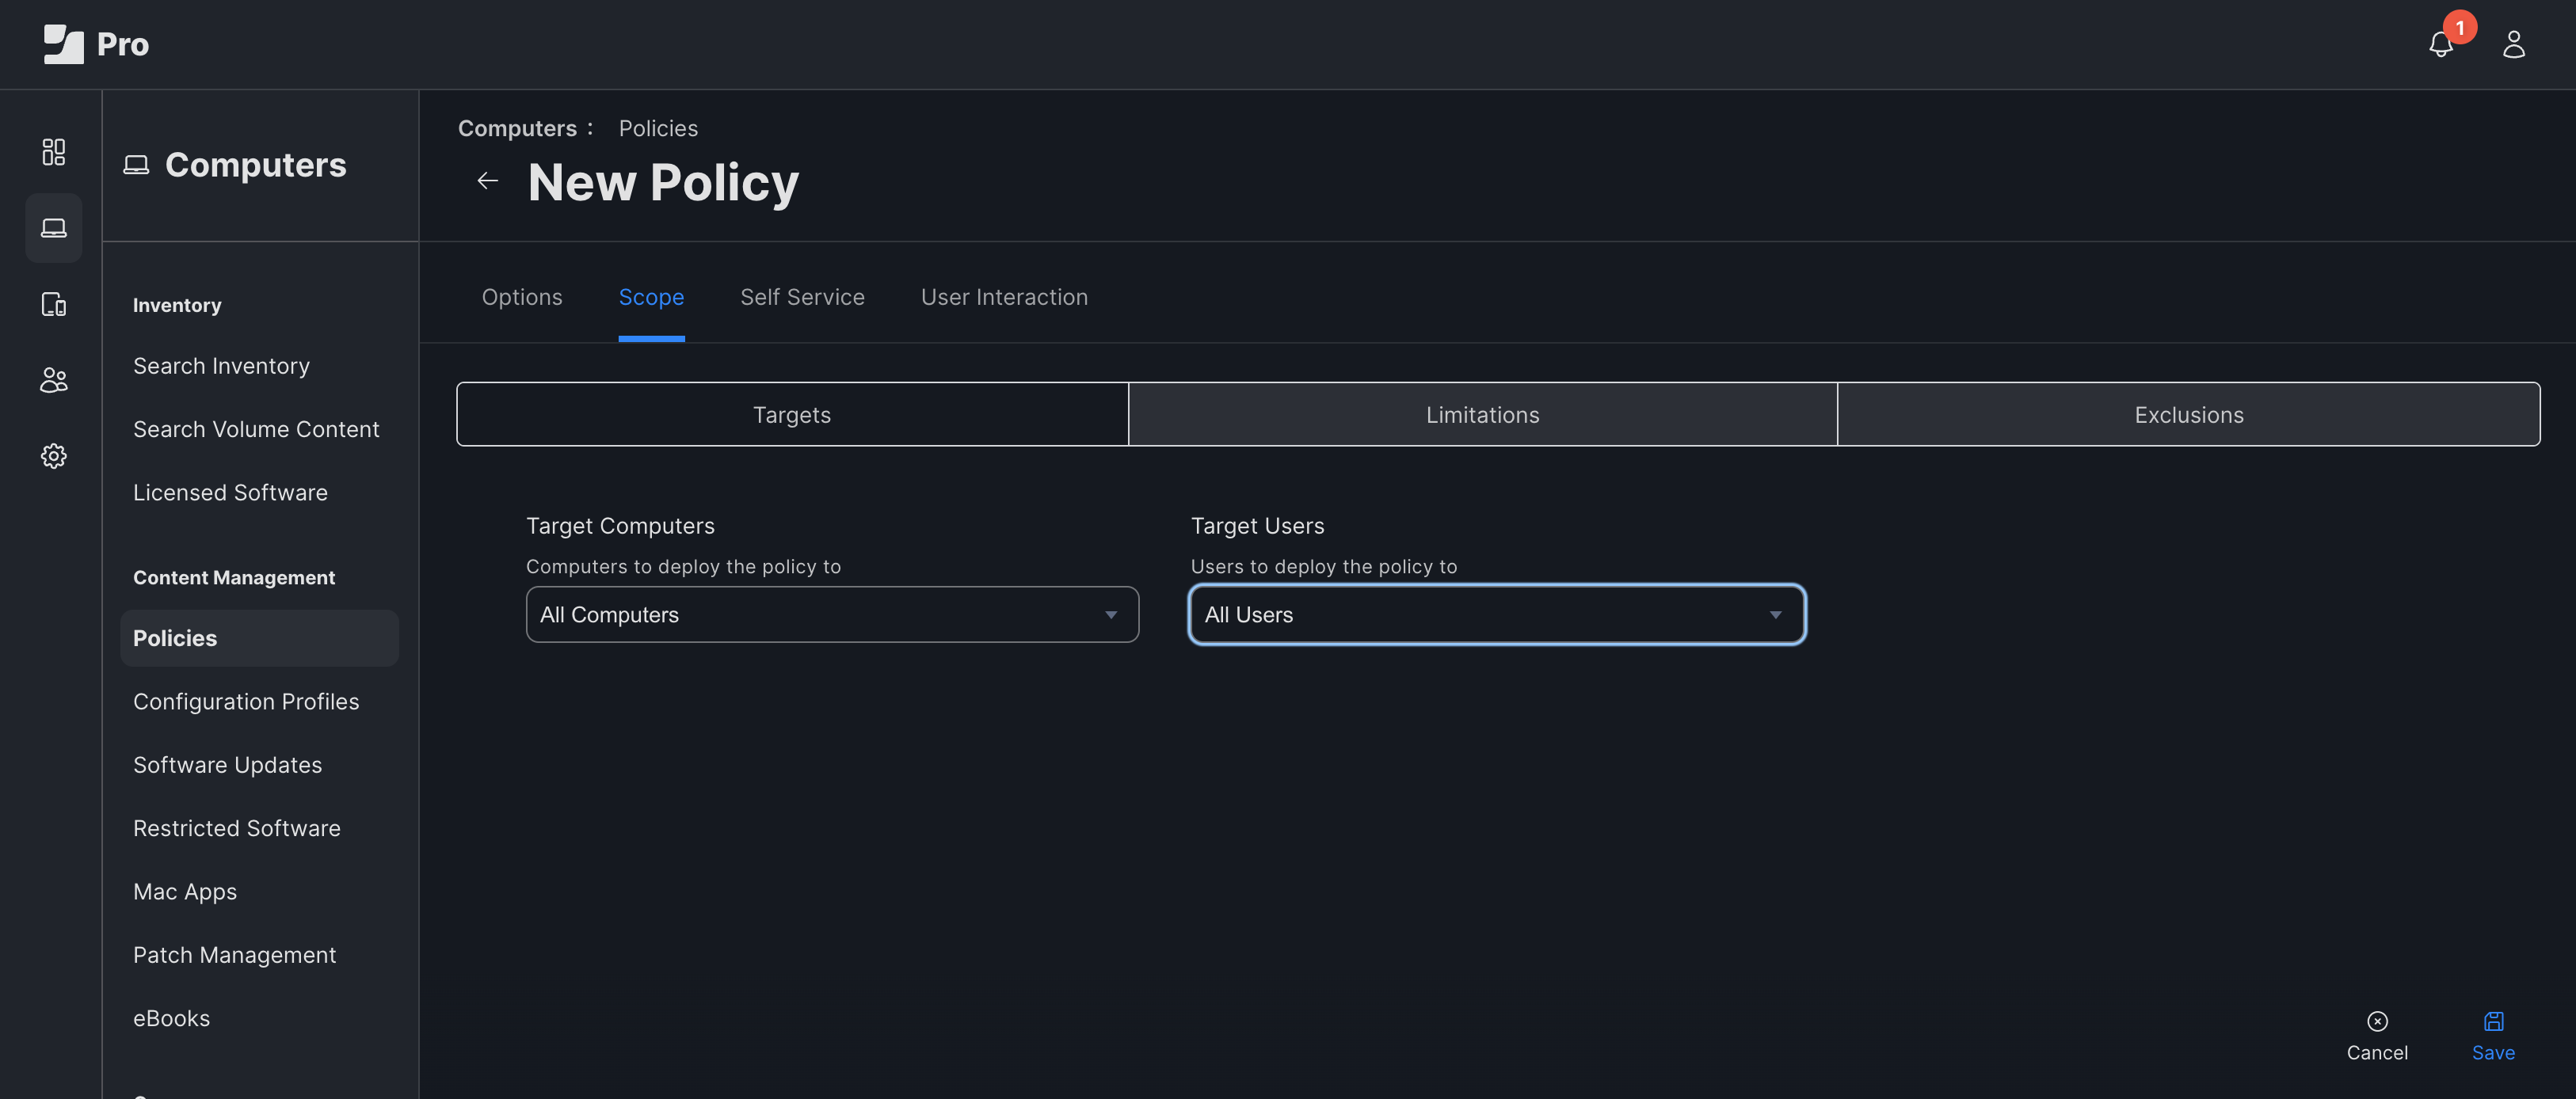 Pro
1
Computers
Inventory
Search Inventory
Search Volume Content
Licensed Software
Content Management
Policies
Configuration Profiles
Software Updates
Restricted Software
Mac Apps
Patch Management
eBooks
Computers : Policies
New Policy
Options Scope Self Service User Interaction
Targets Limitations Exclusions
Target Computers
Computers to deploy the policy to
All Computers
Target Users
Users to deploy the policy to
All Users
Cancel Save